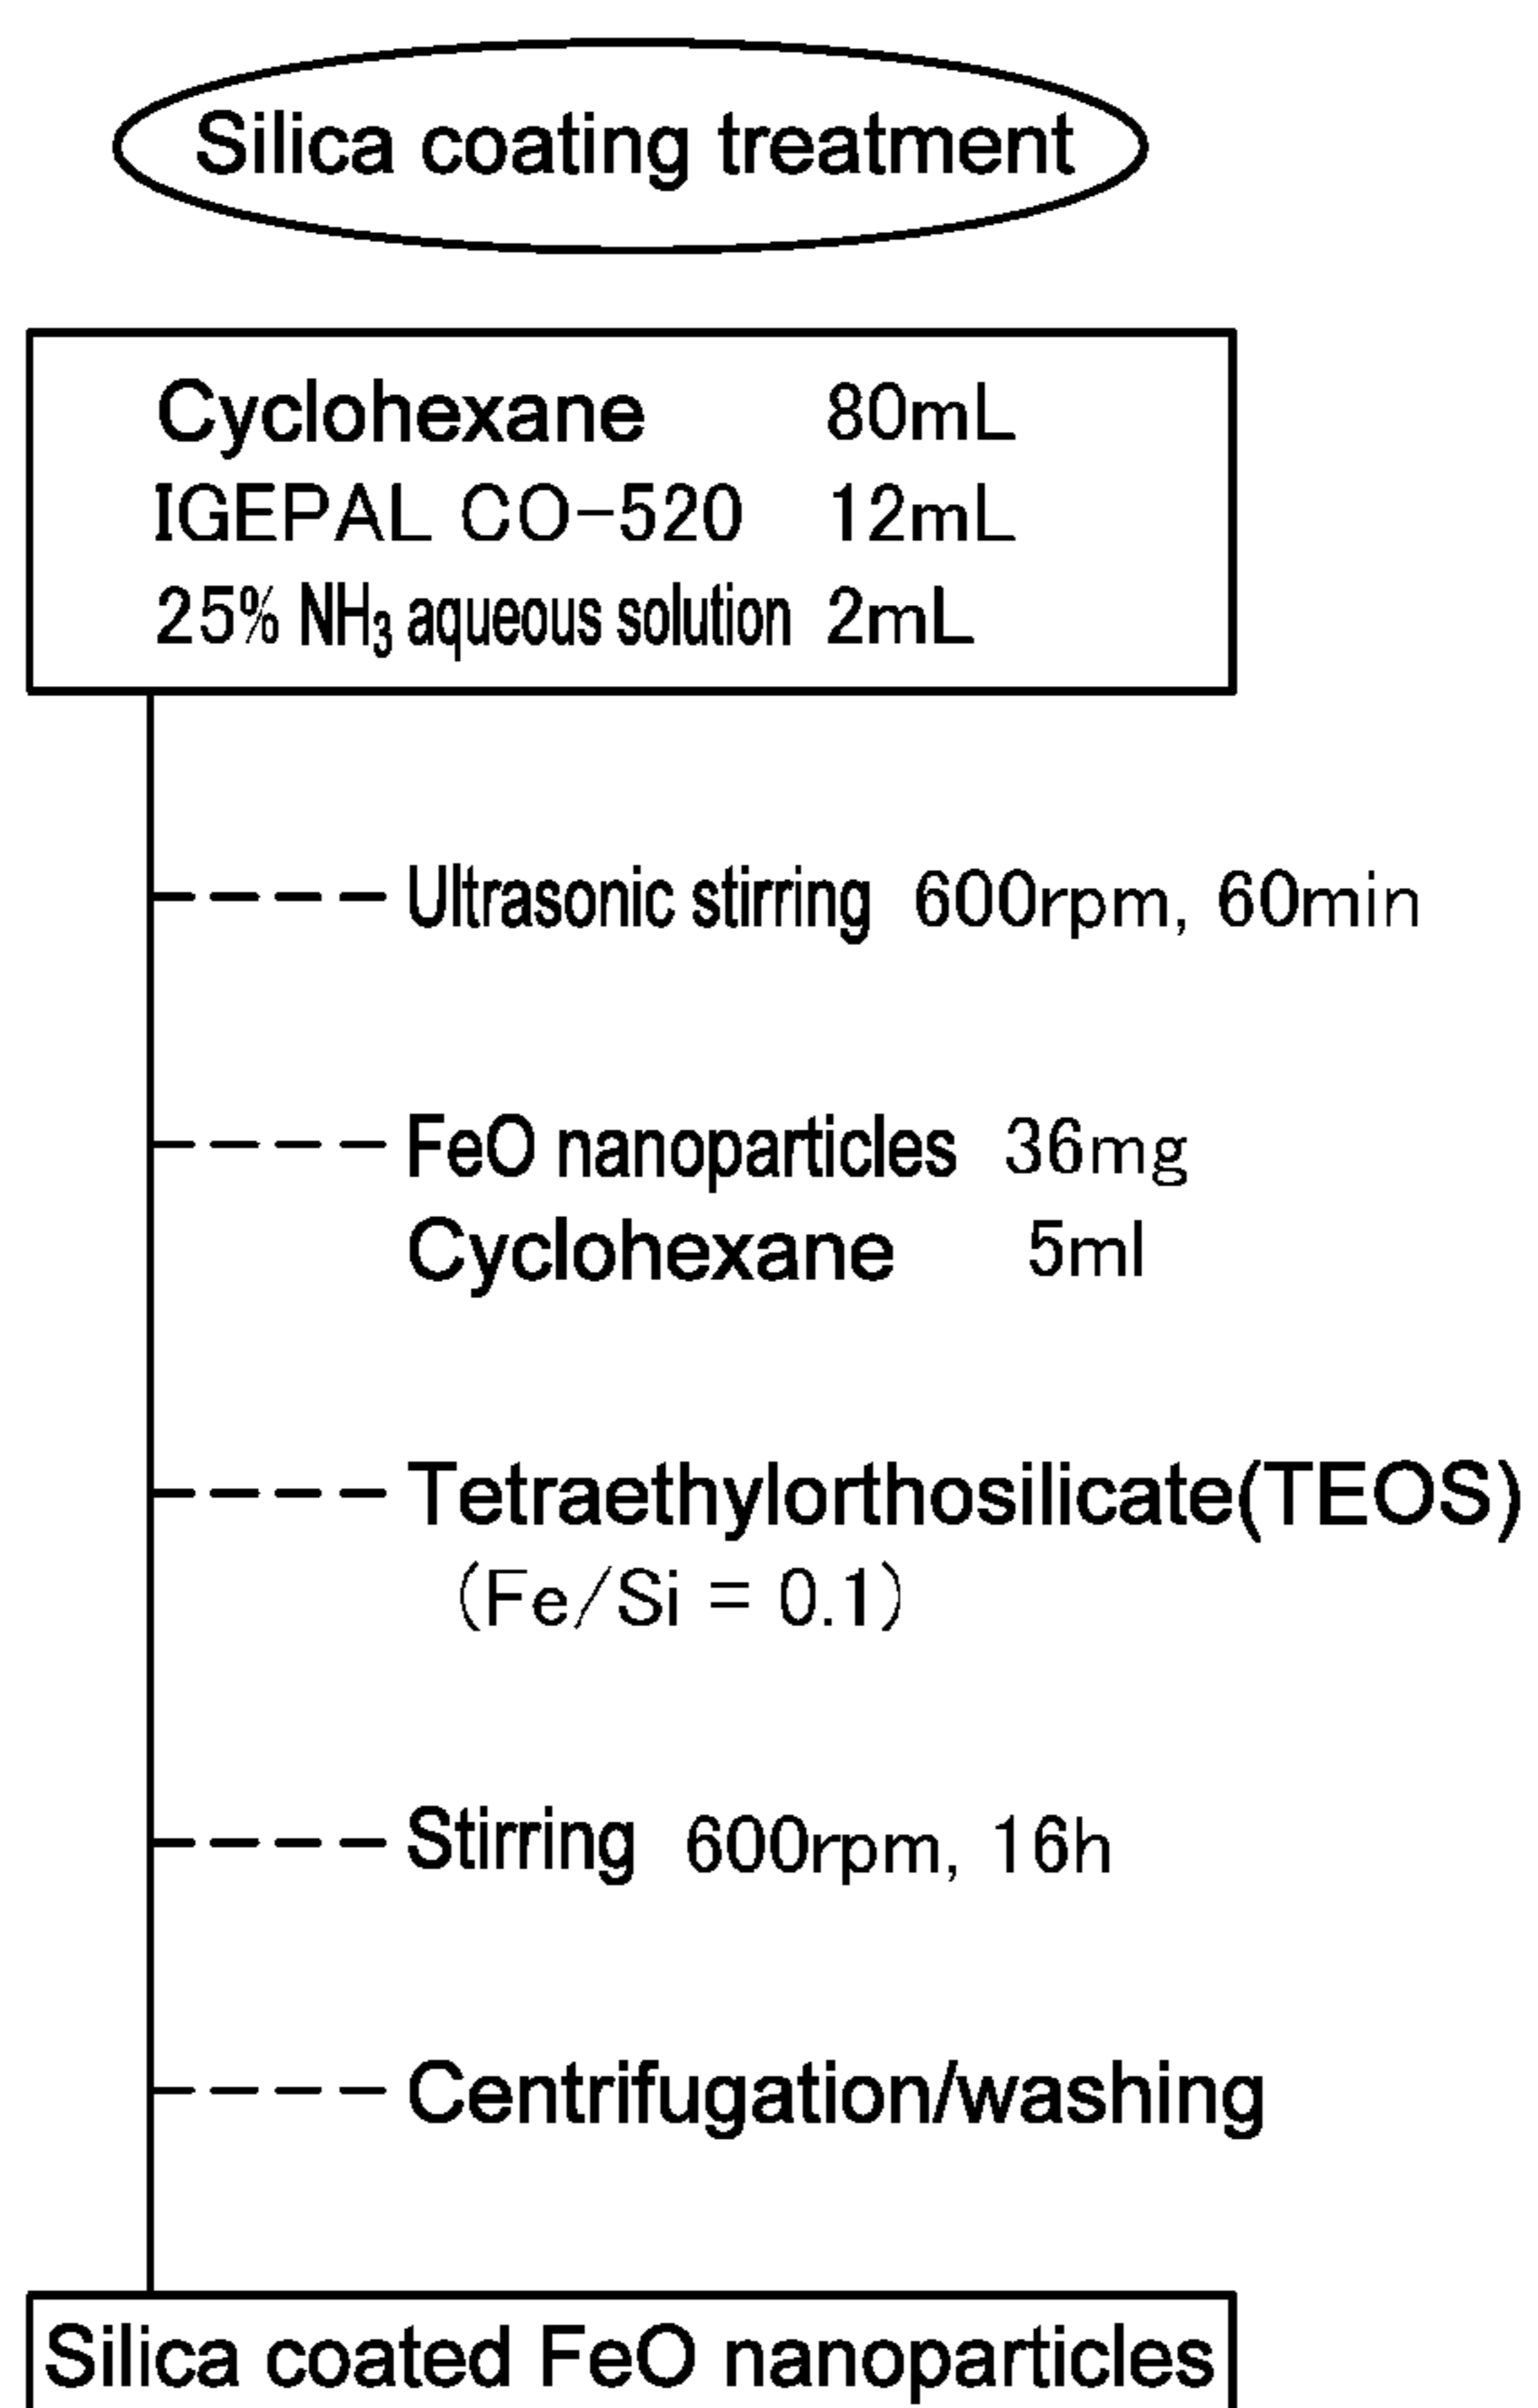 Silica coating treatment
Cyclohexane 80mL
IGEPAL CO-520 12mL
25% NH₃ aqueous solution 2mL
Ultrasonic stirring 600rpm, 60min
FeO nanoparticles 36mg
Cyclohexane 5ml
Tetraethylorthosilicate(TEOS)
(Fe/Si = 0.1)
Stirring 600rpm, 16h
Centrifugation/washing
Silica coated FeO nanoparticles